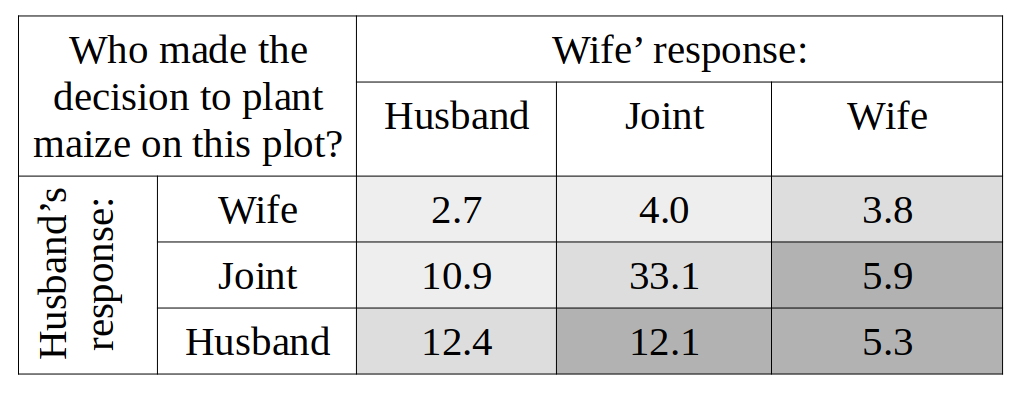 Who made the
decision to plant
maize on this plot?
Wife’ response:
Husband Joint Wife
Husband’s
response:
Wife 2.7 4.0 3.8
Joint 10.9 33.1 5.9
Husband 12.4 12.1 5.3